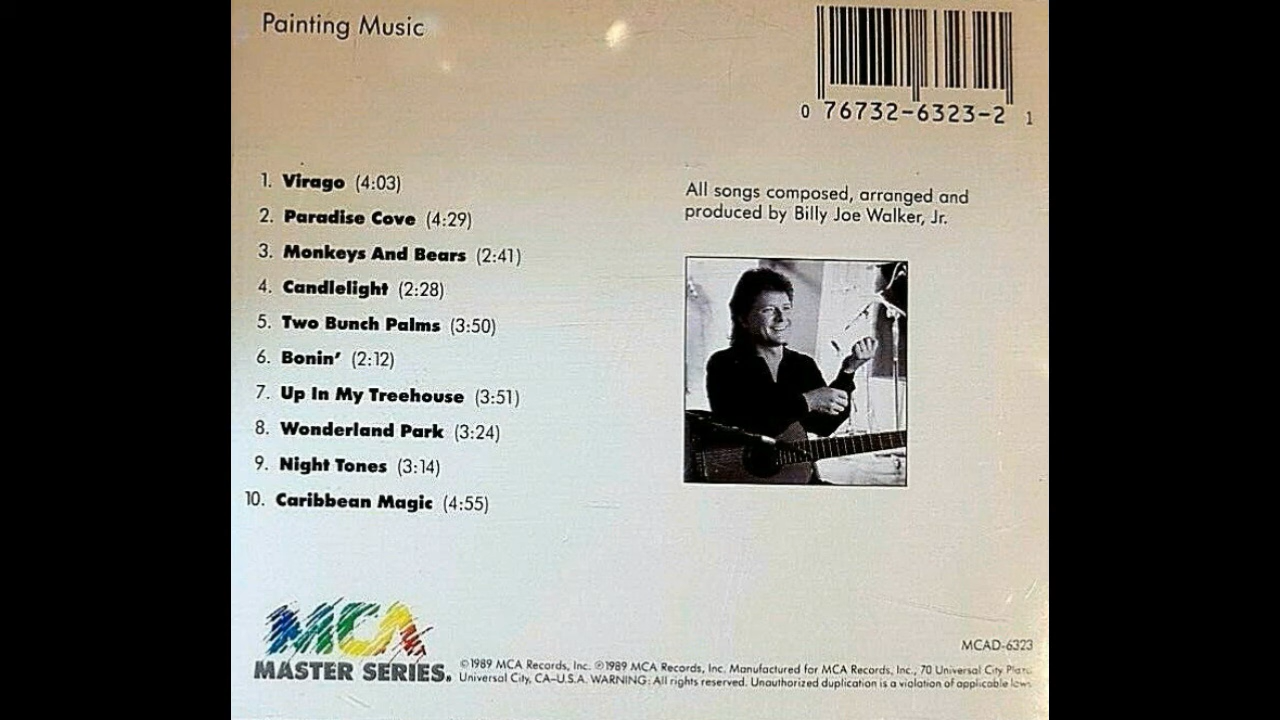 Painting Music
0 76732-6323-2 1
1. Virago (4:03)
2. Paradise Cove (4:29)
3. Monkeys And Bears (2:41)
4. Candlelight (2:28)
5. Two Bunch Palms (3:50)
6. Bonin' (2:12)
7. Up In My Treehouse (3:51)
8. Wonderland Park (3:24)
9. Night Tones (3:14)
10. Caribbean Magic (4:55)
All songs composed, arranged and
produced by Billy Joe Walker, Jr.
MCA
MASTER SERIES®
MCAD-6323
©1989 MCA Records, Inc. ℗1989 MCA Records, Inc. Manufactured for MCA Records, Inc., 70 Universal City Plaza
Universal City, CA–U.S.A. WARNING: All rights reserved. Unauthorized duplication is a violation of applicable laws